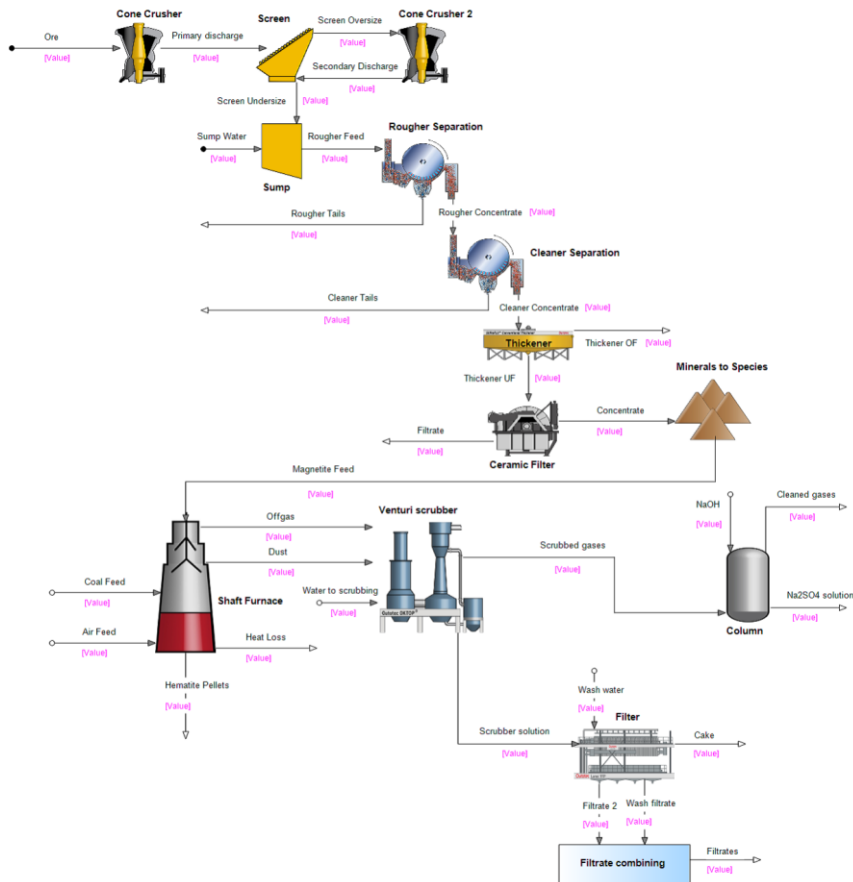 Cone Crusher
Screen
Screen Oversize
Cone Crusher 2
Ore
[Value]
Primary discharge
[Value]
[Value]
Secondary Discharge
[Value]
Screen Undersize
[Value]
Sump Water
[Value]
Rougher Feed
[Value]
Rougher Separation
Sump
Rougher Tails
[Value]
Rougher Concentrate
[Value]
Cleaner Separation
Cleaner Tails
[Value]
Cleaner Concentrate
[Value]
Thickener
Thickener OF
[Value]
Thickener UF
[Value]
Minerals to Species
Filtrate
[Value]
Concentrate
[Value]
Ceramic Filter
Magnetite Feed
[Value]
Offgas
[Value]
Dust
[Value]
Venturi scrubber
Scrubbed gases
[Value]
NaOH
[Value]
Cleaned gases
[Value]
Coal Feed
[Value]
Shaft Furnace
Water to scrubbing
[Value]
Na2SO4 solution
[Value]
Column
Air Feed
[Value]
Heat Loss
[Value]
Hematite Pellets
[Value]
Wash water
[Value]
Filter
Scrubber solution
[Value]
Cake
[Value]
Filtrate 2
[Value]
Wash filtrate
[Value]
Filtrate combining
Filtrates
[Value]